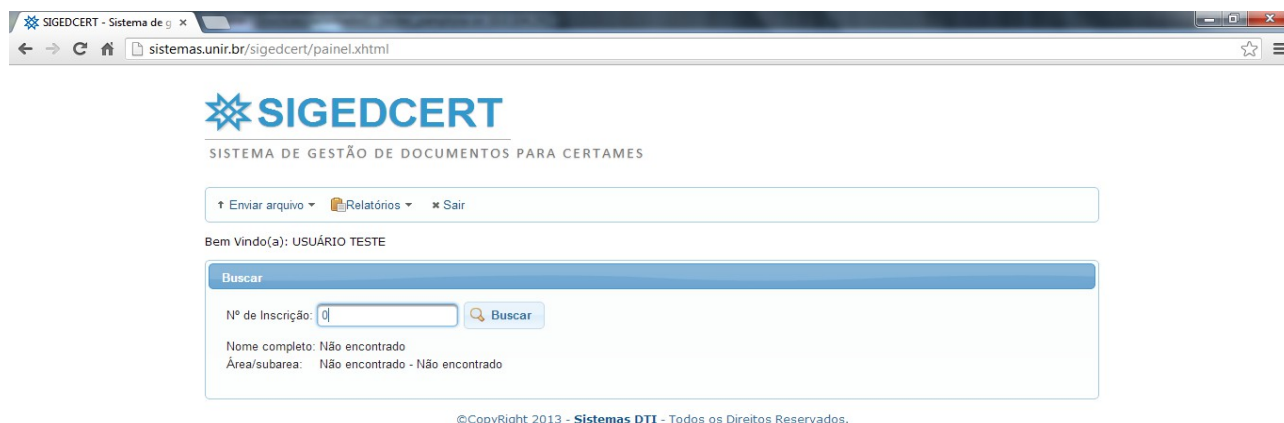 SIGEDCERT - Sistema de g
sistemas.unir.br/sigedcert/painel.xhtml
SIGEDCERT
SISTEMA DE GESTÃO DE DOCUMENTOS PARA CERTAMES
Enviar arquivo Relatórios Sair
Bem Vindo(a): USUÁRIO TESTE
Buscar
Nº de Inscrição: 0 Buscar
Nome completo: Não encontrado
Área/subarea: Não encontrado - Não encontrado
©CopyRight 2013 - Sistemas DTI - Todos os Direitos Reservados.